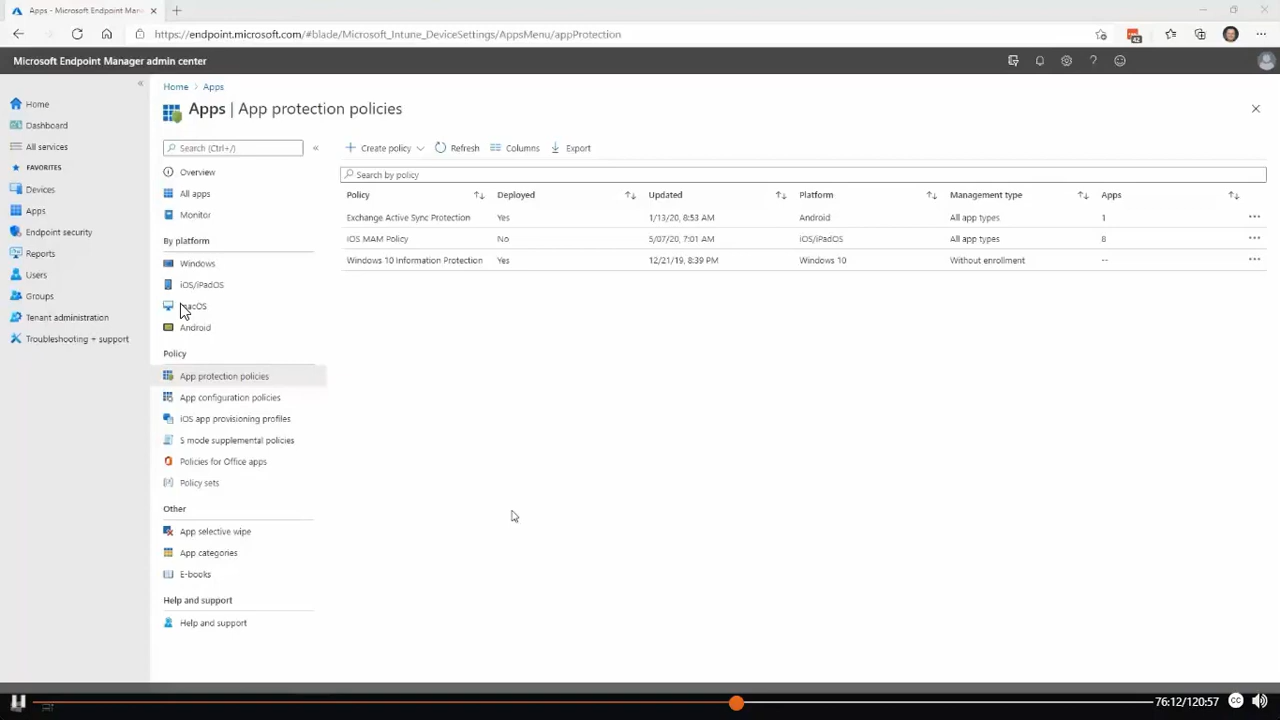 Apps - Microsoft Endpoint Man
https://endpoint.microsoft.com/#blade/Microsoft_Intune_DeviceSettings/AppsMenu/appProtection
42
Microsoft Endpoint Manager admin center
Home
Dashboard
All services
FAVORITES
Devices
Apps
Endpoint security
Reports
Users
Groups
Tenant administration
Troubleshooting + support
Home > Apps
Apps | App protection policies
Search (Ctrl+/)
Overview
All apps
Monitor
By platform
Windows
iOS/iPadOS
macOS
Android
Policy
App protection policies
App configuration policies
iOS app provisioning profiles
S mode supplemental policies
Policies for Office apps
Policy sets
Other
App selective wipe
App categories
E-books
Help and support
Help and support
Create policy Refresh Columns Export
Search by policy
Policy Deployed Updated Platform Management type Apps
Exchange Active Sync Protection Yes 1/13/20, 8:53 AM Android All app types 1
iOS MAM Policy No 5/07/20, 7:01 AM iOS/iPadOS All app types 8
Windows 10 Information Protection Yes 12/21/19, 8:39 PM Windows 10 Without enrollment --
76:12/120:57 CC